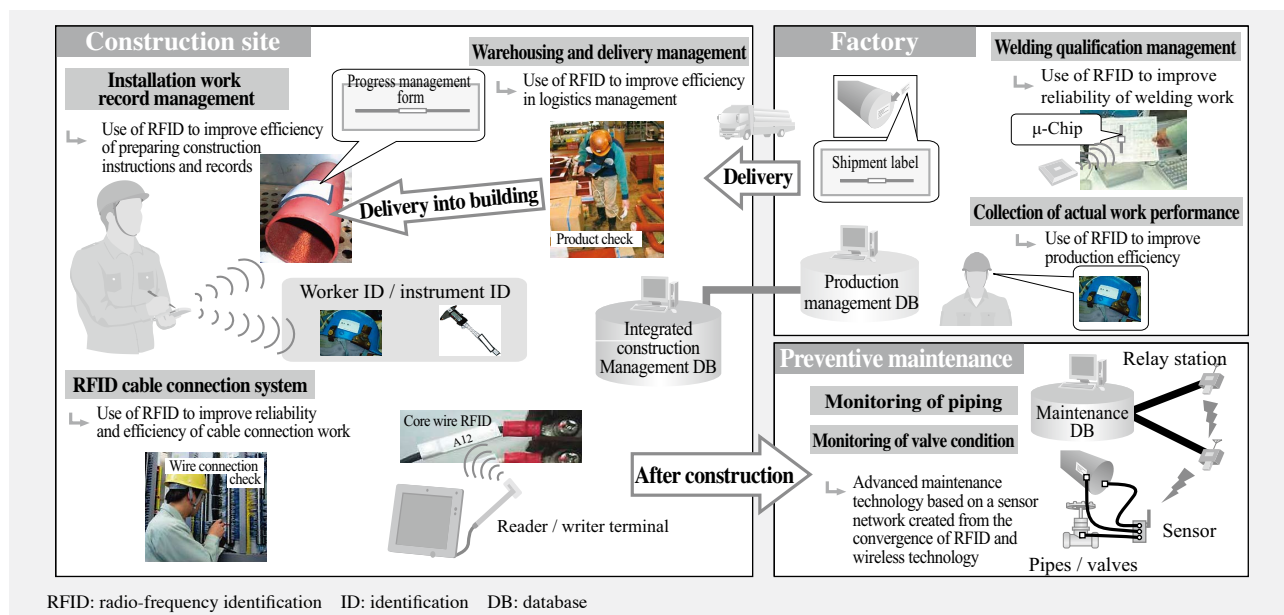 Construction site
Installation work
record management
Use of RFID to improve efficiency
of preparing construction
instructions and records
Progress management
form
Warehousing and delivery management
Use of RFID to improve efficiency
in logistics management
Delivery into building
Product check
Delivery
Worker ID / instrument ID
Integrated
construction
Management DB
RFID cable connection system
Use of RFID to improve reliability
and efficiency of cable connection work
Wire connection
check
Core wire RFID
A12
Reader / writer terminal
After construction
Factory
Shipment label
Welding qualification management
Use of RFID to improve
reliability of welding work
μ-Chip
Collection of actual work performance
Use of RFID to improve
production efficiency
Production
management DB
Preventive maintenance
Monitoring of piping
Monitoring of valve condition
Advanced maintenance
technology based on a sensor
network created from the
convergence of RFID and
wireless technology
Maintenance
DB
Relay station
Sensor
Pipes / valves
RFID: radio-frequency identification ID: identification DB: database